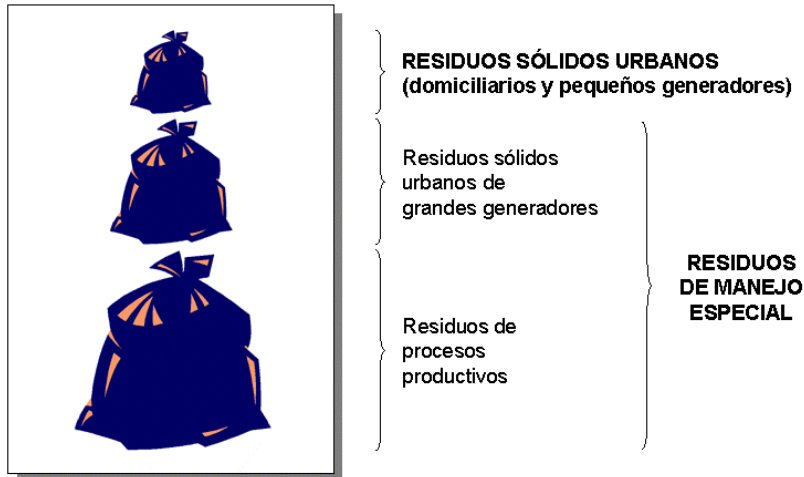 RESIDUOS SÓLIDOS URBANOS
(domiciliarios y pequeños generadores)
Residuos sólidos
urbanos de
grandes generadores
RESIDUOS
DE MANEJO
ESPECIAL
Residuos de
procesos
productivos